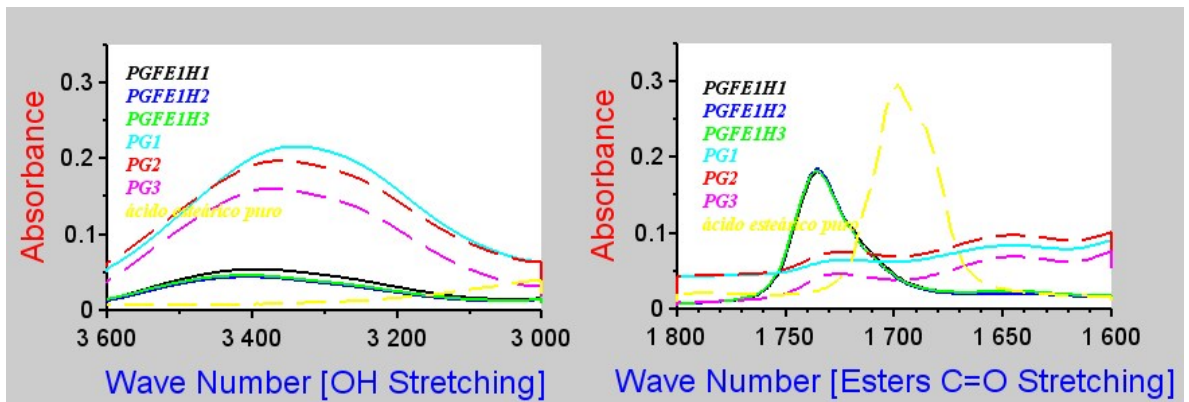 Absorbance
0.3
0.2
0.1
0
PGFE1H1
PGFE1H2
PGFE1H3
PG1
PG2
PG3
ácido esteárico puro
3 600
3 400
3 200
3 000
Wave Number [OH Stretching]
Absorbance
0.3
0.2
0.1
0
PGFE1H1
PGFE1H2
PGFE1H3
PG1
PG2
PG3
ácido esteárico puro
1 800
1 750
1 700
1 650
1 600
Wave Number [Esters C=O Stretching]